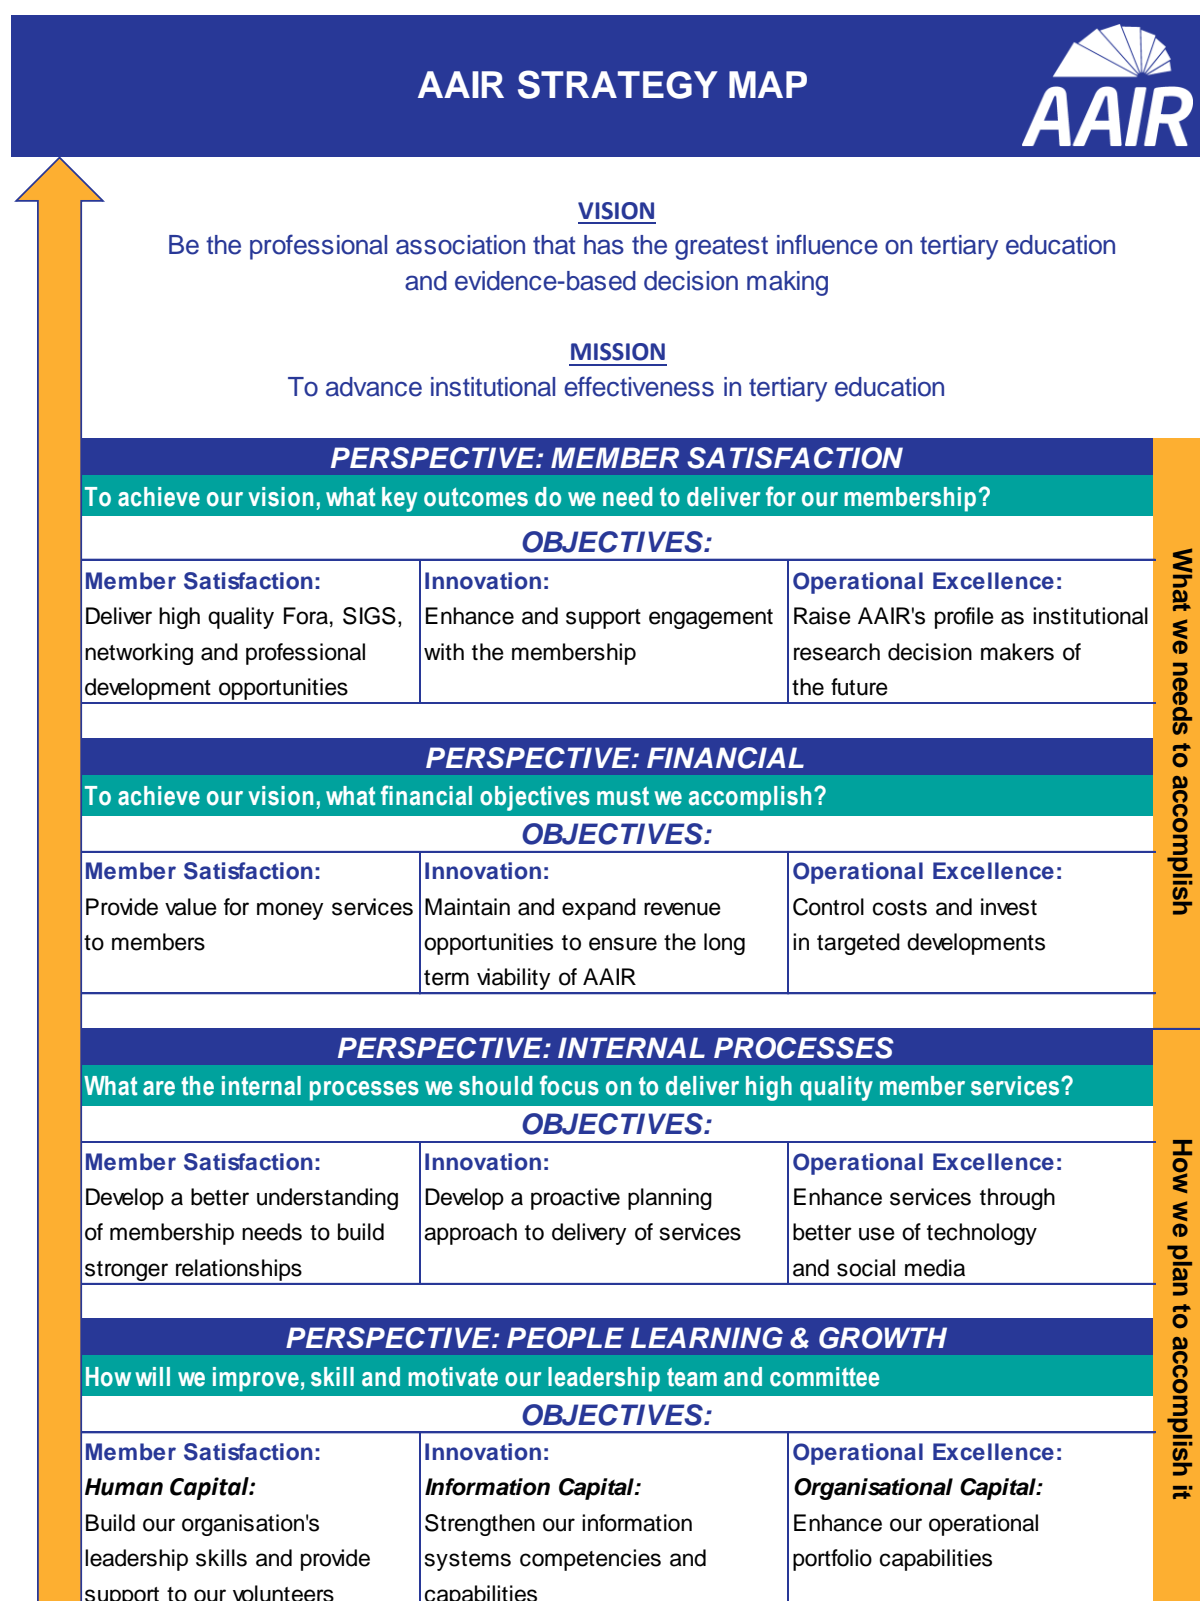 AAIR STRATEGY MAP
AAIR
VISION
Be the professional association that has the greatest influence on tertiary education
and evidence-based decision making
MISSION
To advance institutional effectiveness in tertiary education
PERSPECTIVE: MEMBER SATISFACTION
To achieve our vision, what key outcomes do we need to deliver for our membership?
OBJECTIVES:
Member Satisfaction:
Deliver high quality Fora, SIGS,
networking and professional
development opportunities
Innovation:
Enhance and support engagement
with the membership
Operational Excellence:
Raise AAIR's profile as institutional
research decision makers of
the future
PERSPECTIVE: FINANCIAL
To achieve our vision, what financial objectives must we accomplish?
OBJECTIVES:
Member Satisfaction:
Provide value for money services
to members
Innovation:
Maintain and expand revenue
opportunities to ensure the long
term viability of AAIR
Operational Excellence:
Control costs and invest
in targeted developments
What we needs to accomplish
PERSPECTIVE: INTERNAL PROCESSES
What are the internal processes we should focus on to deliver high quality member services?
OBJECTIVES:
Member Satisfaction:
Develop a better understanding
of membership needs to build
stronger relationships
Innovation:
Develop a proactive planning
approach to delivery of services
Operational Excellence:
Enhance services through
better use of technology
and social media
PERSPECTIVE: PEOPLE LEARNING & GROWTH
How will we improve, skill and motivate our leadership team and committee
OBJECTIVES:
Member Satisfaction:
Human Capital:
Build our organisation's
leadership skills and provide
support to our volunteers
Innovation:
Information Capital:
Strengthen our information
systems competencies and
capabilities
Operational Excellence:
Organisational Capital:
Enhance our operational
portfolio capabilities
How we plan to accomplish it